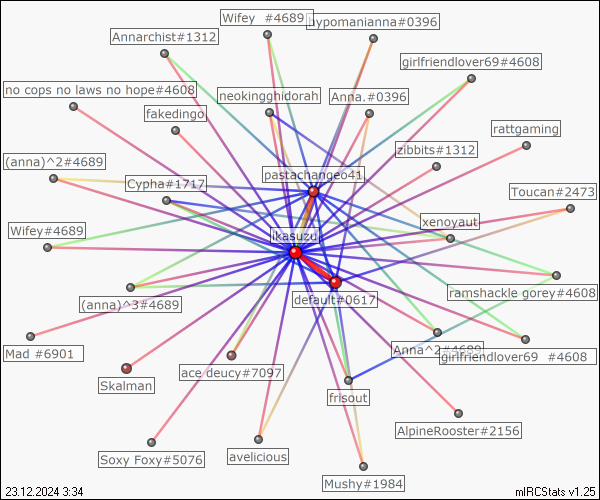 Wifey  #4689
hypomanianna#0396
Annarchist#1312
girlfriendlover69#4608
no cops no laws no hope#4608
neokingghidorah
Anna.#0396
fakedingo
rattgaming
zibbits#1312
(anna)^2#4689
pastachangeo41
Cypha#1717
Toucan#2473
xenoyaut
Wifey#4689
ikasuzu
ramshackle gorey#4608
(anna)^3#4689
default#0617
Mad #6901
Anna^2#4689
girlfriendlover69  #4608
ace deucy#7097
Skalman
frisout
AlpineRooster#2156
avelicious
Soxy Foxy#5076
Mushy#1984
23.12.2024 3:34
mIRCStats v1.25